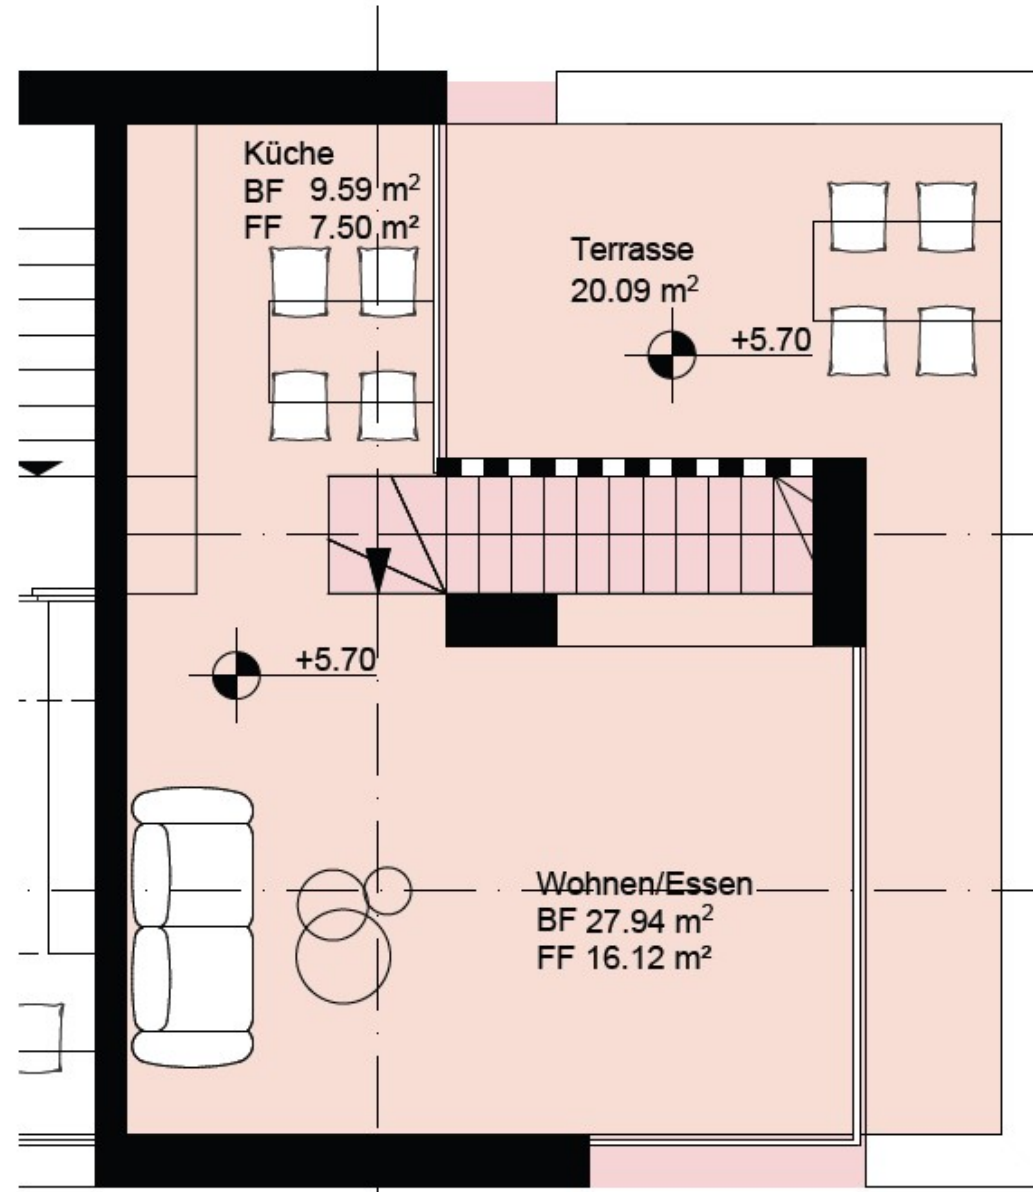 Küche
BF 9.59 m²
FF 7.50 m²
Terrasse
20.09 m²
+5.70
+5.70
Wohnen/Essen
BF 27.94 m²
FF 16.12 m²